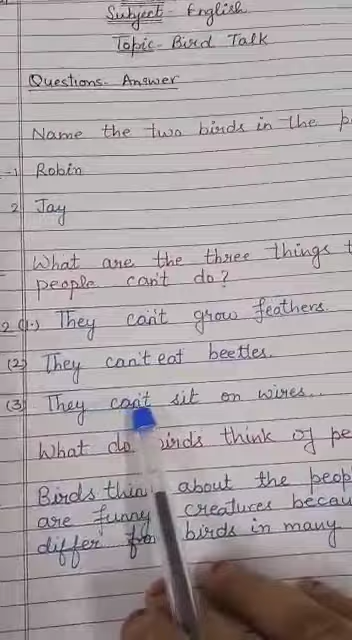 Subject - English
Topic - Bird Talk
Questions - Answer
Name the two birds in the
1 Robin
2 Jay
What are the three things
people can't do?
(1.) They can't grow feathers.
(2) They can't eat beetles.
(3) They can't sit on wires..
What do birds think of
Birds about the
are funny creatures
differ birds in many